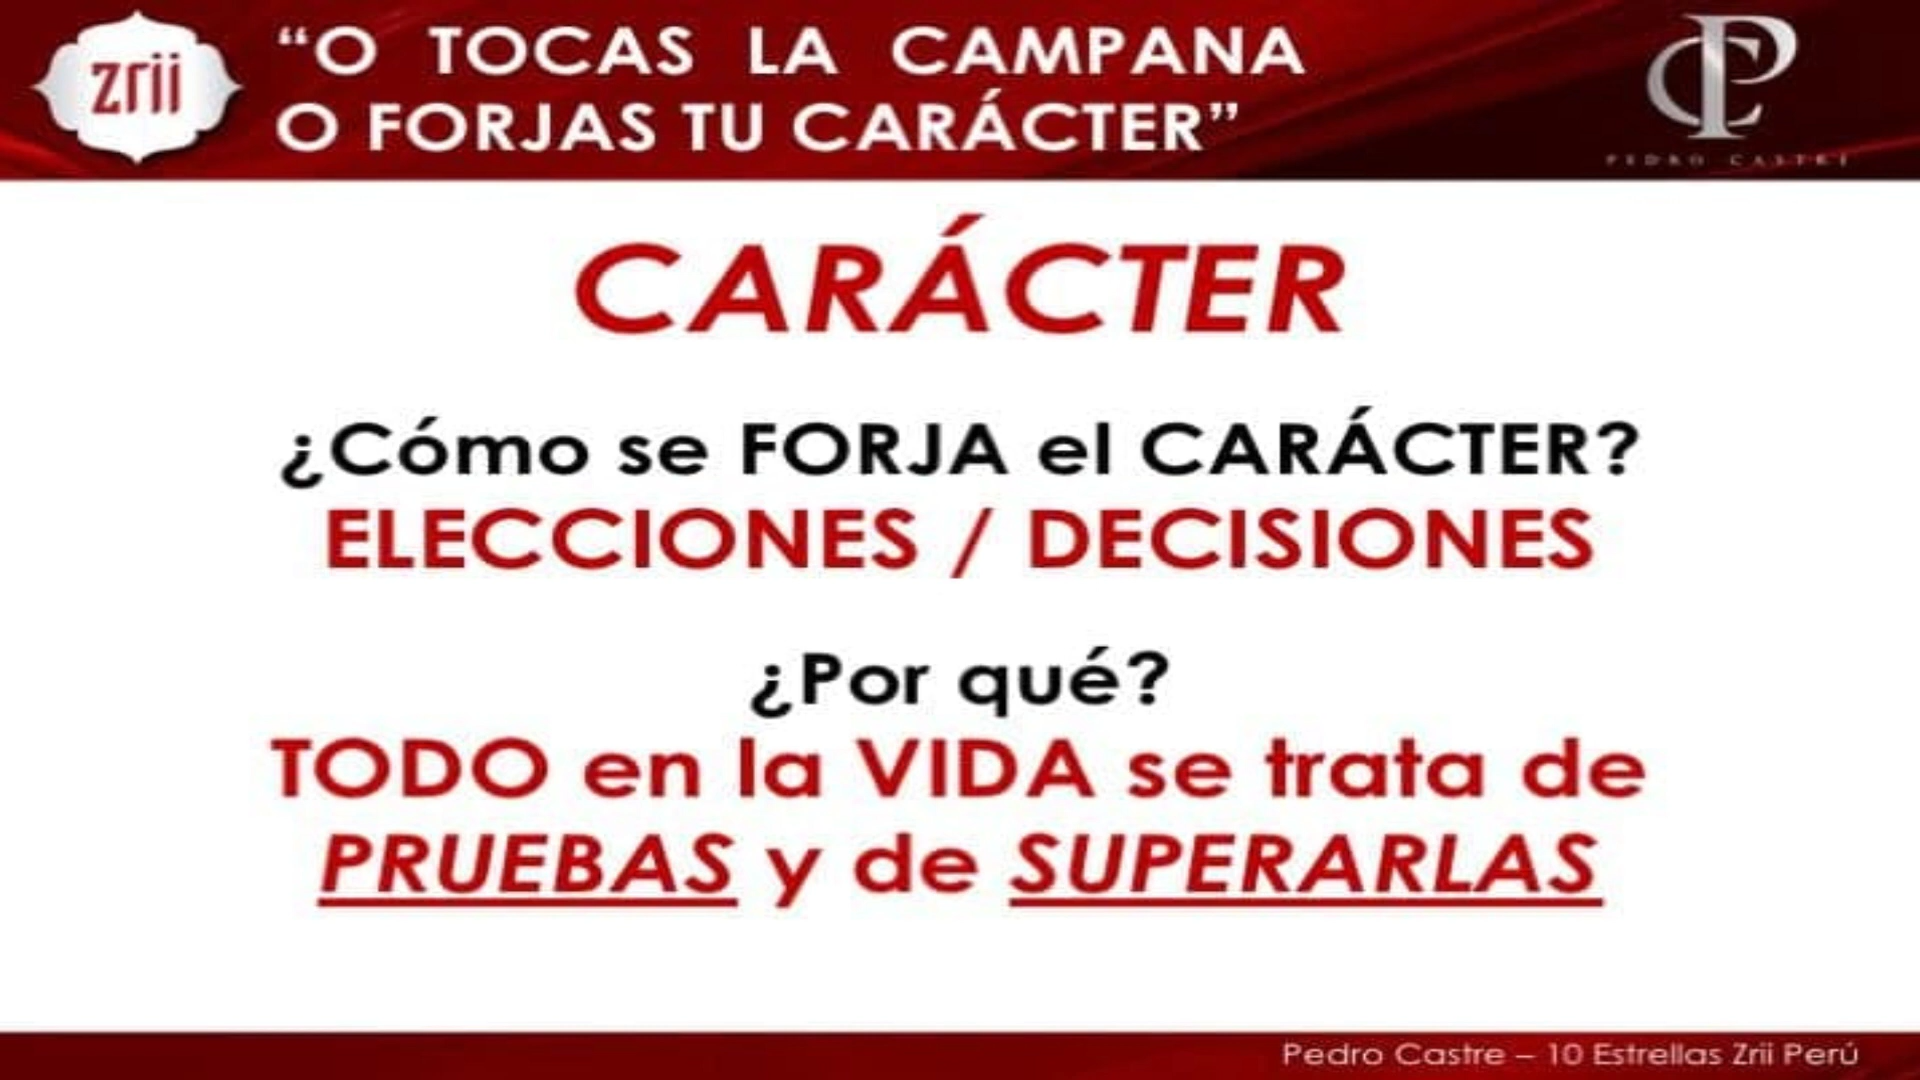 zrii
“O TOCAS LA CAMPANA
O FORJAS TU CARÁCTER”
PEDRO CASTRE
CARÁCTER
¿Cómo se FORJA el CARÁCTER?
ELECCIONES / DECISIONES
¿Por qué?
TODO en la VIDA se trata de
PRUEBAS y de SUPERARLAS
Pedro Castre – 10 Estrellas Zrii Perú